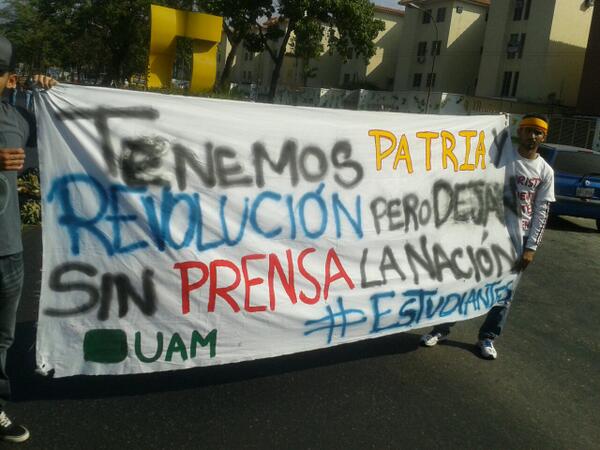 TENEMOS PATRIA Y
REVOLUCIÓN PERO DEJAN
SIN PRENSA LA NACIÓN
#ESTUDIANTES
UAM